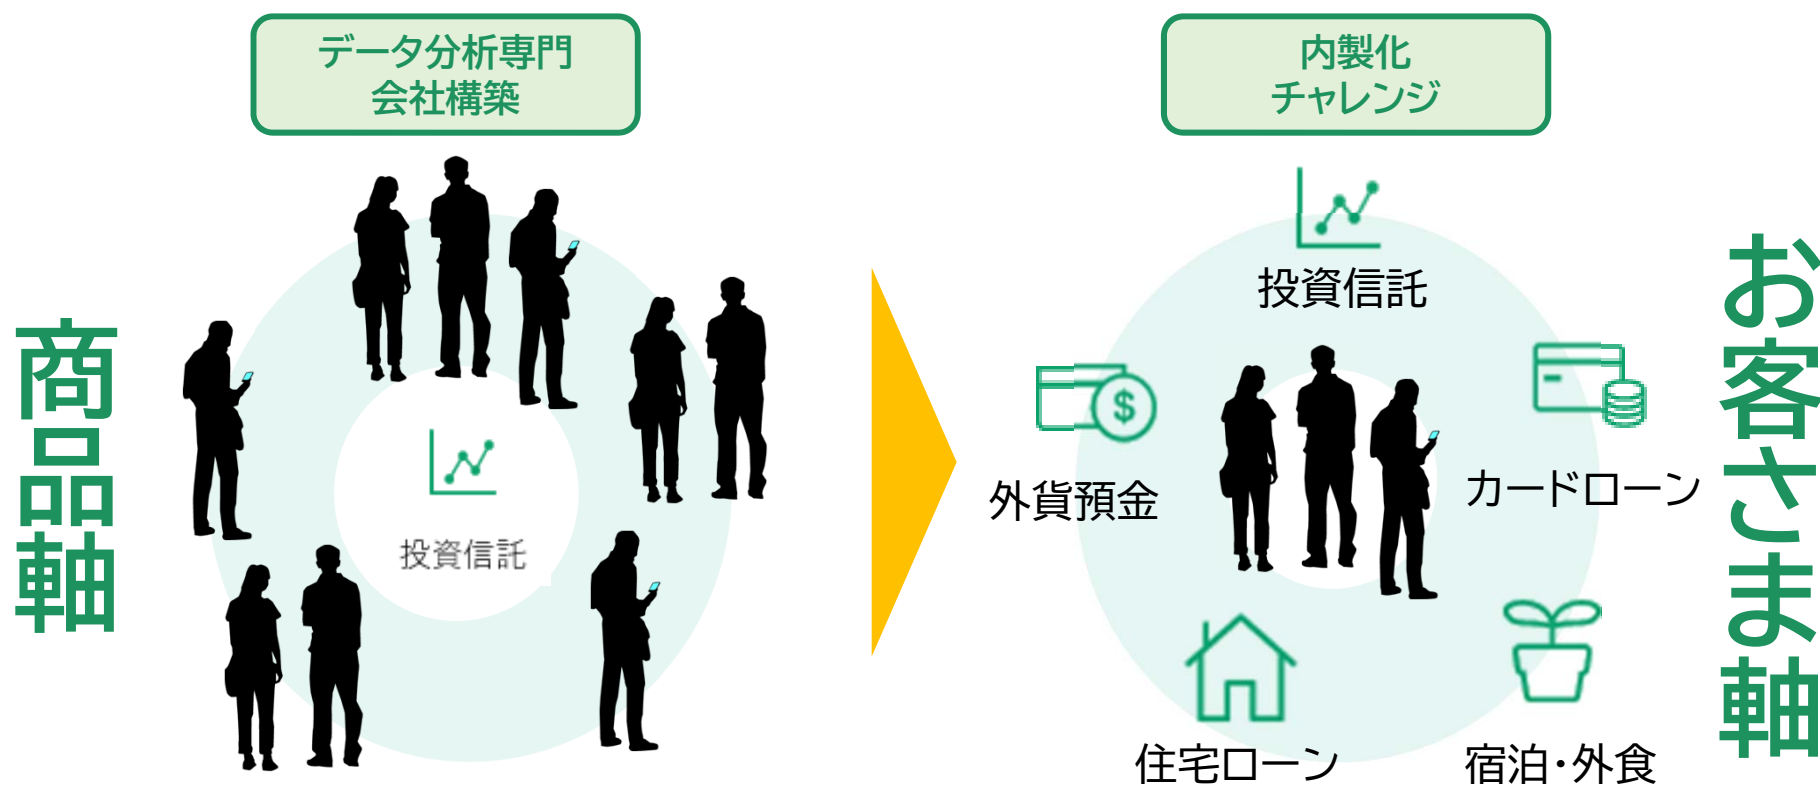 データ分析専門
会社構築
内製化
チャレンジ
商品軸
投資信託
投資信託
外貨預金
$
カードローン
住宅ローン
宿泊・外食
お客さま軸